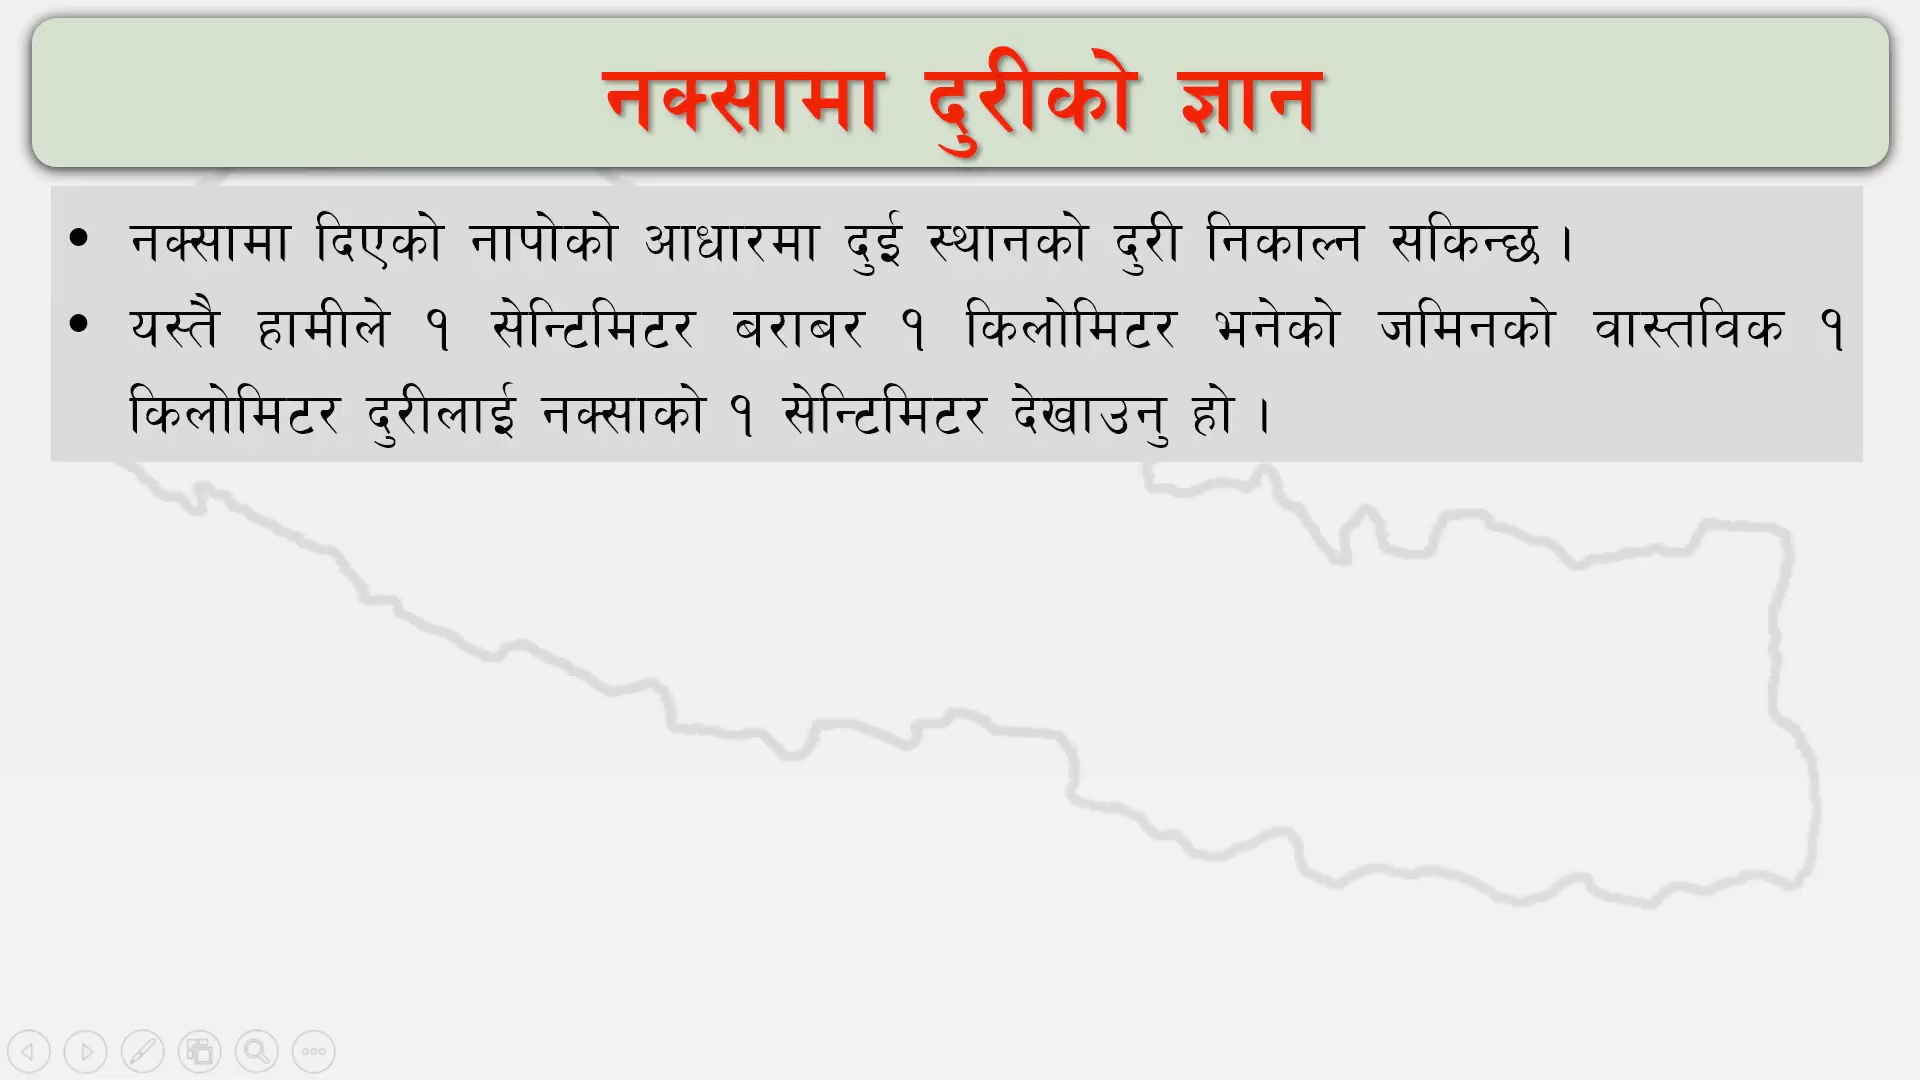 नक्सामा दुरीको ज्ञान
• नक्सामा दिएको नापोको आधारमा दुई स्थानको दुरी निकाल्न सकिन्छ ।
• यस्तै हामीले १ सेन्टिमिटर बराबर १ किलोमिटर भनेको जमिनको वास्तविक १
किलोमिटर दुरीलाई नक्साको १ सेन्टिमिटर देखाउनु हो ।